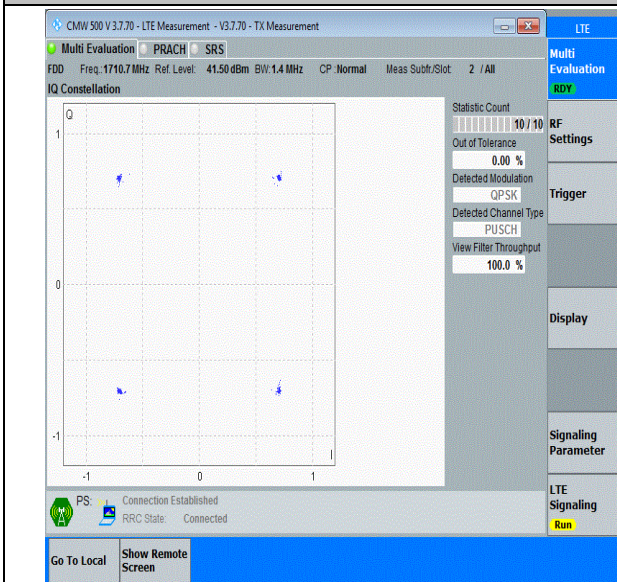 CMW 500 V 3.7.70 - LTE Measurement - V3.7.70 - TX Measurement
LTE
Multi Evaluation PRACH SRS
FDD Freq.:1710.7 MHz Ref. Level: 41.50 dBm BW:1.4 MHz CP :Normal Meas Subfr./Slot: 2 / All
IQ Constellation
Q
1
0
-1
I
-1 0 1
Statistic Count
10 / 10
Out of Tolerance
0.00 %
Detected Modulation
QPSK
Detected Channel Type
PUSCH
View Filter Throughput
100.0 %
Multi
Evaluation
RDY
RF
Settings
Trigger
Display
Signaling
Parameter
LTE
Signaling
Run
PS: Connection Established
RRC State: Connected
Go To Local
Show Remote
Screen